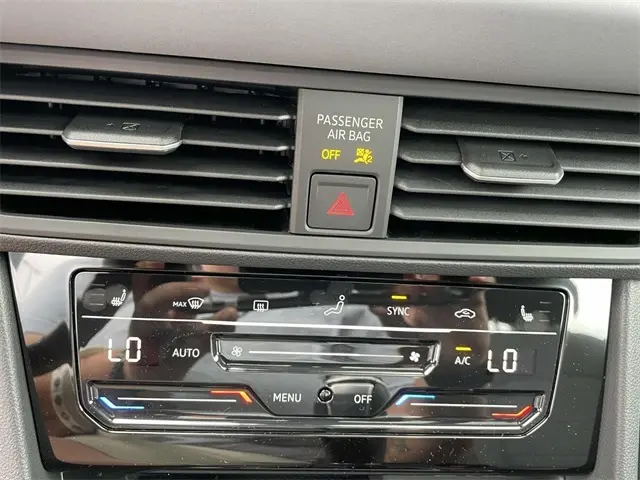 PASSENGER
AIR BAG
OFF
MAX
SYNC
LO AUTO A/C LO
MENU OFF